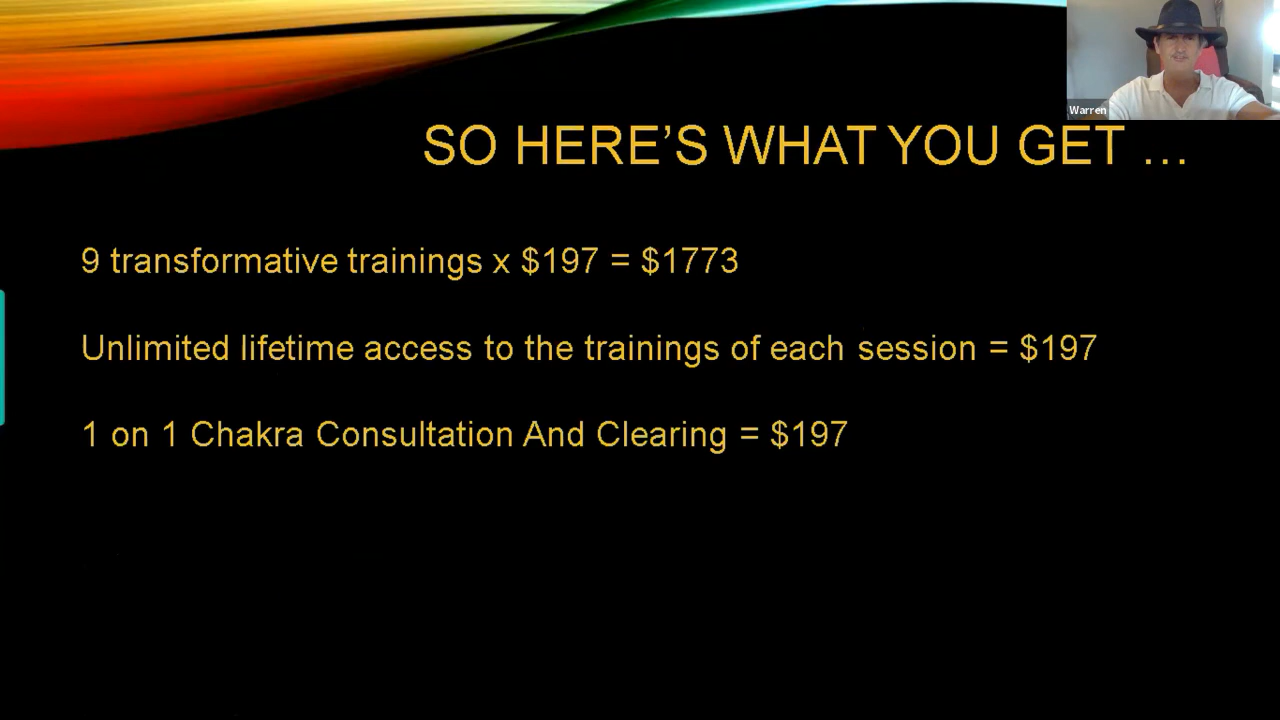 Warren
SO HERE'S WHAT YOU GET ...
9 transformative trainings x $197 = $1773
Unlimited lifetime access to the trainings of each session = $197
1 on 1 Chakra Consultation And Clearing = $197